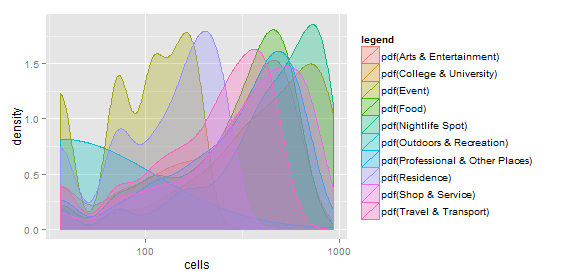 legend
pdf(Arts & Entertainment)
pdf(College & University)
pdf(Event)
pdf(Food)
pdf(Nightlife Spot)
pdf(Outdoors & Recreation)
pdf(Professional & Other Places)
pdf(Residence)
pdf(Shop & Service)
pdf(Travel & Transport)
density
1.5
1.0
0.5
0.0
100
1000
cells